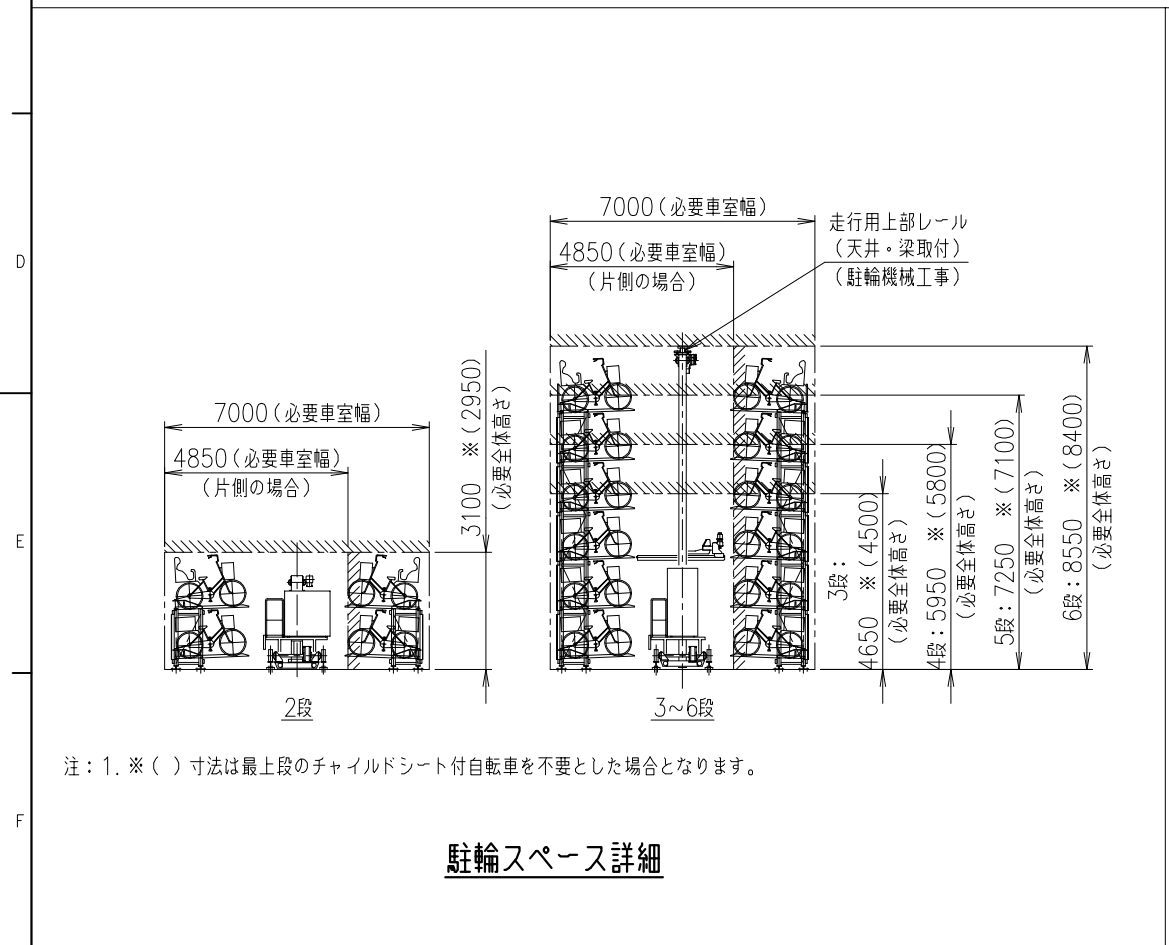 D
E
F
7000(必要車室幅)
4850(必要車室幅)
(片側の場合)
3100 ※(2950)
(必要全体高さ)
2段
7000(必要車室幅)
4850(必要車室幅)
(片側の場合)
走行用上部レール
(天井・梁取付)
(駐輪機械工事)
3段:
4650 ※(4500)
(必要全体高さ)
4段:5950 ※(5800)
(必要全体高さ)
5段:7250 ※(7100)
(必要全体高さ)
6段:8550 ※(8400)
(必要全体高さ)
3~6段
注:1.※( )寸法は最上段のチャイルドシート付自転車を不要とした場合となります。
駐輪スペース詳細